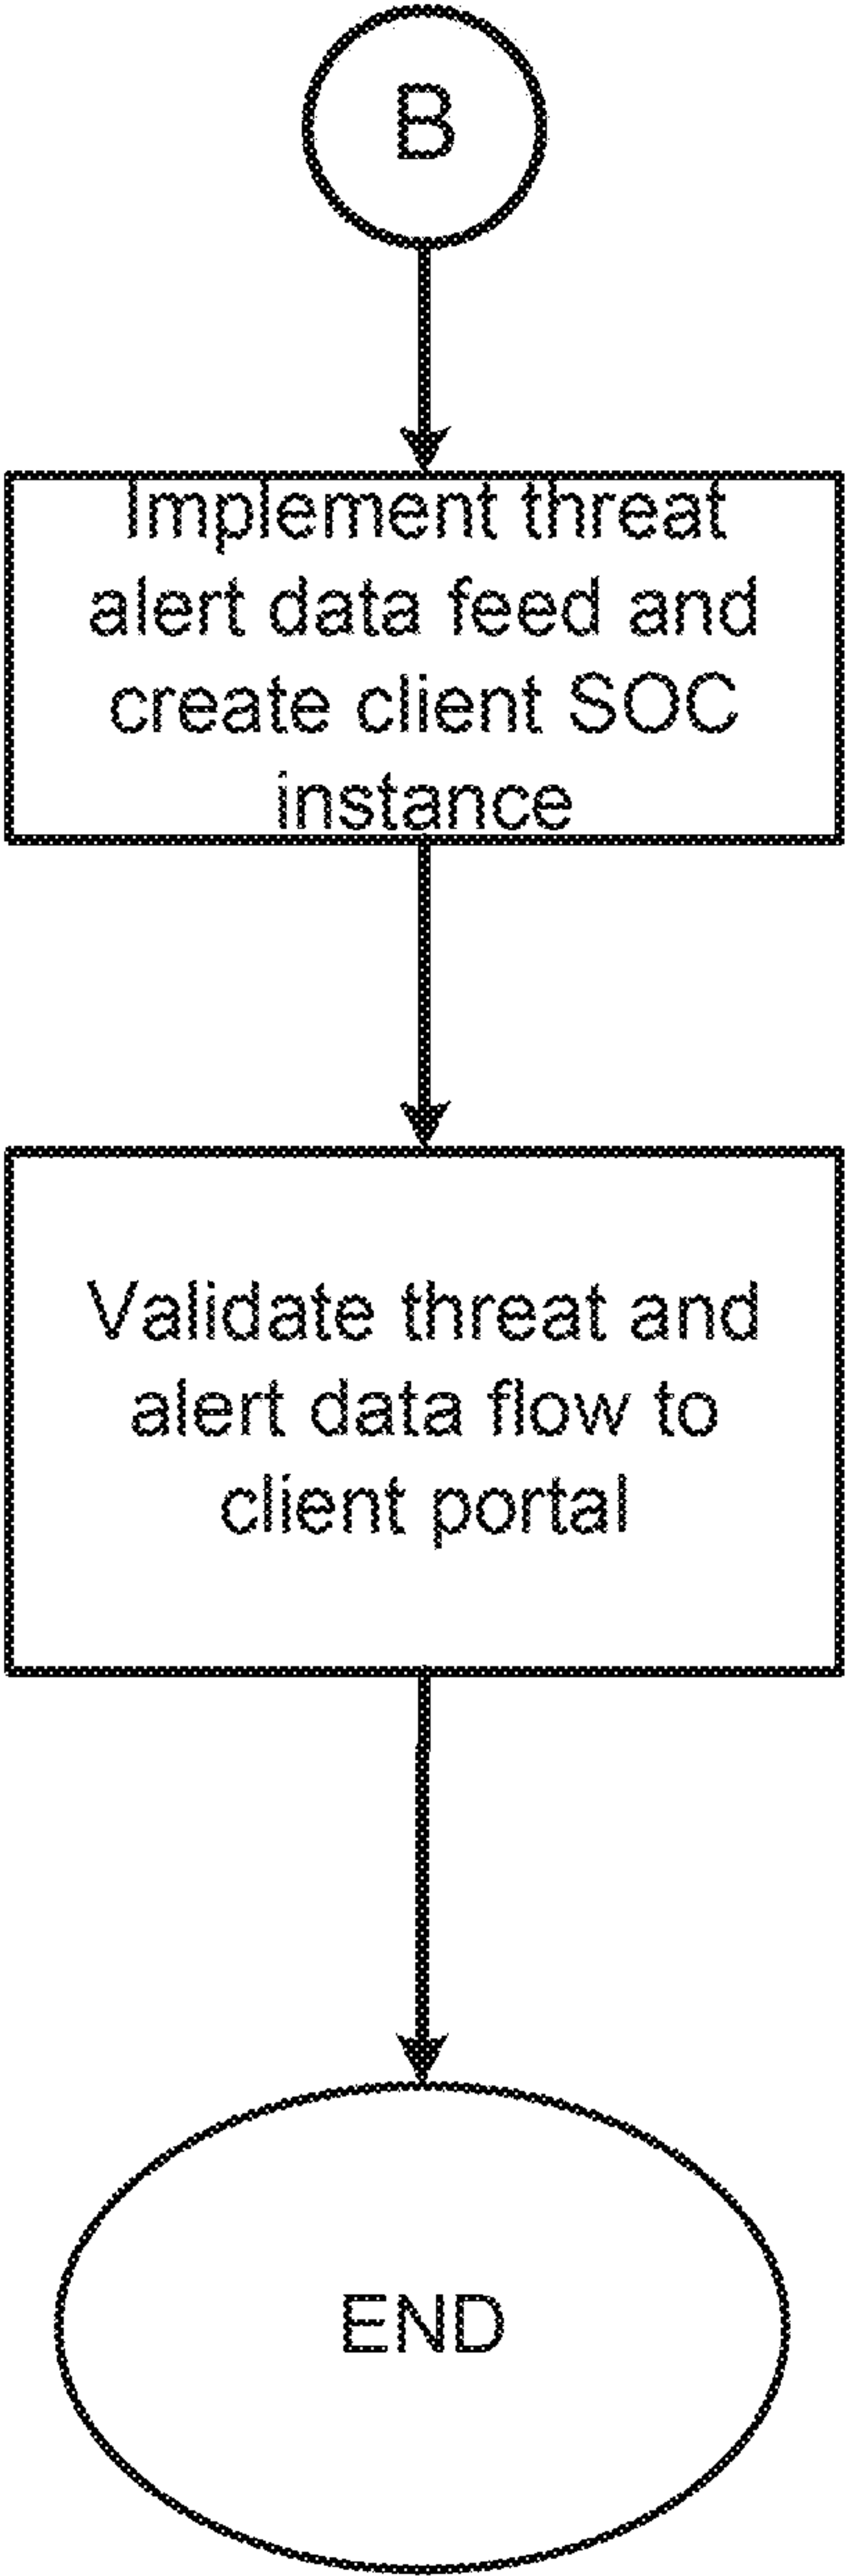 B
Implement threat
alert data feed and
create client SOC
instance
Validate threat and
alert data flow to
client portal
END